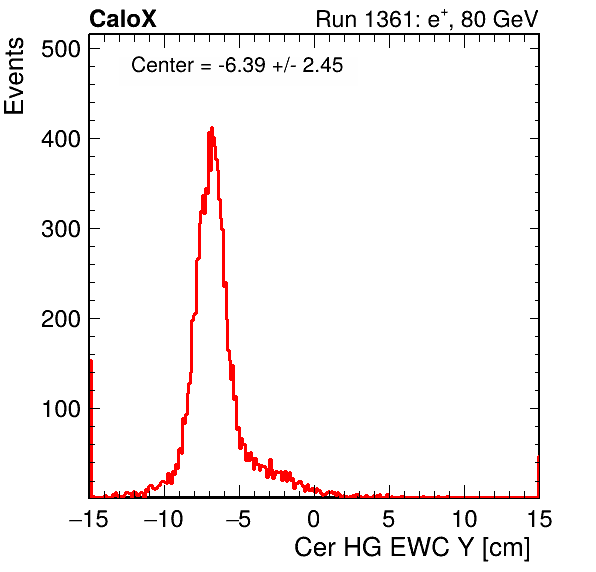 CaloX Run 1361: e⁺, 80 GeV
Events
Center = -6.39 +/- 2.45
500
400
300
200
100
−15 −10 −5 0 5 10 15
Cer HG EWC Y [cm]